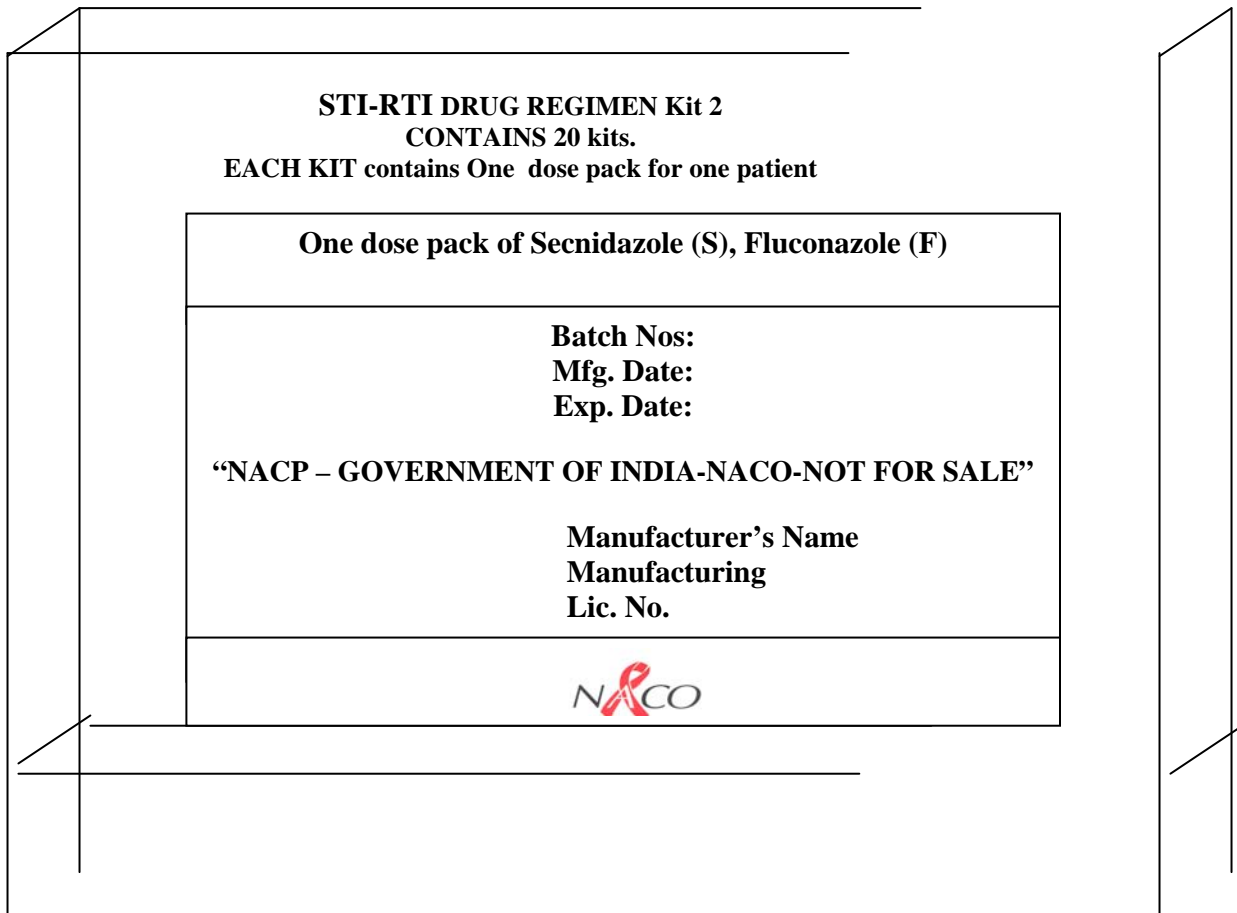 STI-RTI DRUG REGIMEN Kit 2
CONTAINS 20 kits.
EACH KIT contains One dose pack for one patient
One dose pack of Secnidazole (S), Fluconazole (F)
Batch Nos:
Mfg. Date:
Exp. Date:
“NACP – GOVERNMENT OF INDIA-NACO-NOT FOR SALE”
Manufacturer’s Name
Manufacturing
Lic. No.
NACO